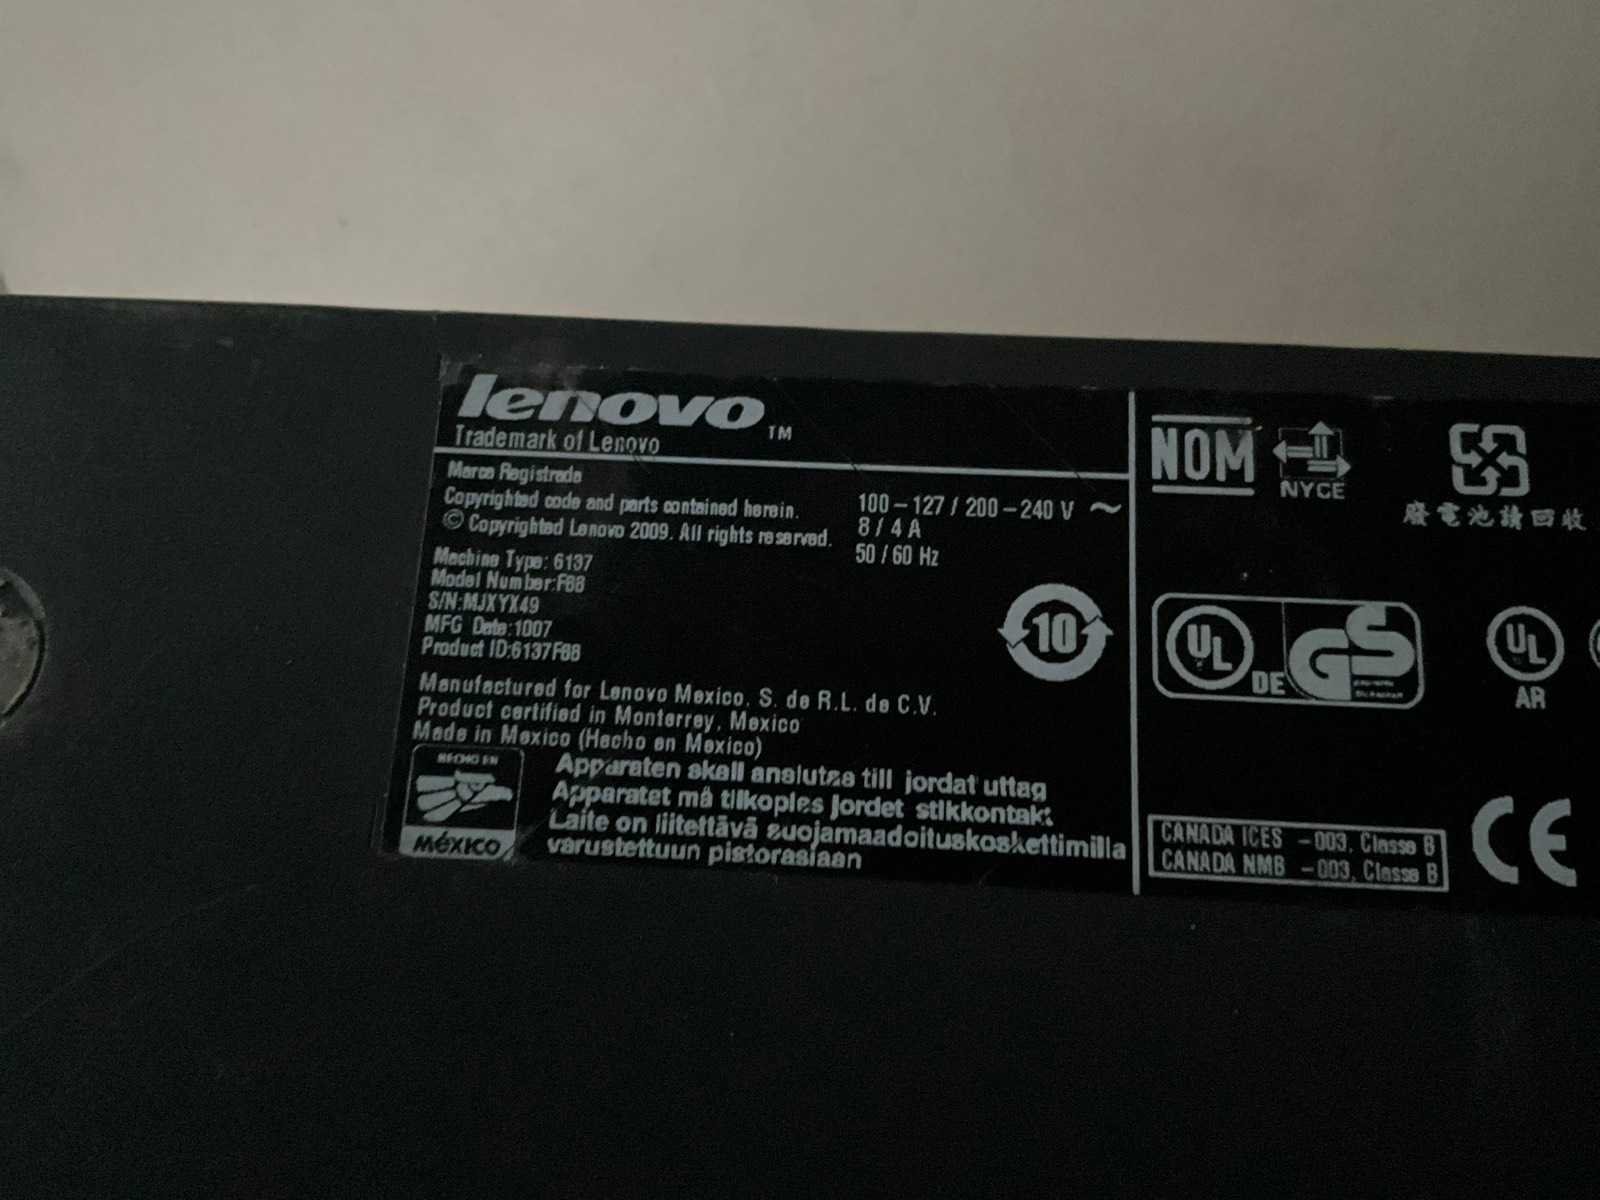 lenovo TM
Trademark of Lenovo
Marca Registrada
Copyrighted code and parts contained herein.
© Copyrighted Lenovo 2009. All rights reserved.
100-127 / 200-240 V ~
8 / 4 A
50 / 60 Hz
Machine Type: 6137
Model Number:F88
S/N:MJXYX49
MFG Date:1007
Product ID:6137F88
10
Manufactured for Lenovo Mexico, S. de R.L. de C.V.
Product certified in Monterrey, Mexico
Made in Mexico (Hecho en Mexico)
HECHO EN
MÉXICO
Apparaten skall anslutas till jordat uttag
Apparatet må tilkoples jordet stikkontakt
Laite on liitettävä suojamaadoituskoskettimilla
varustettuun pistorasiaan
NOM
NYCE
廢電池請回收
UL
DE
GS
UL
AR
CANADA ICES -003, Classe B
CANADA NMB -003, Classe B
CE